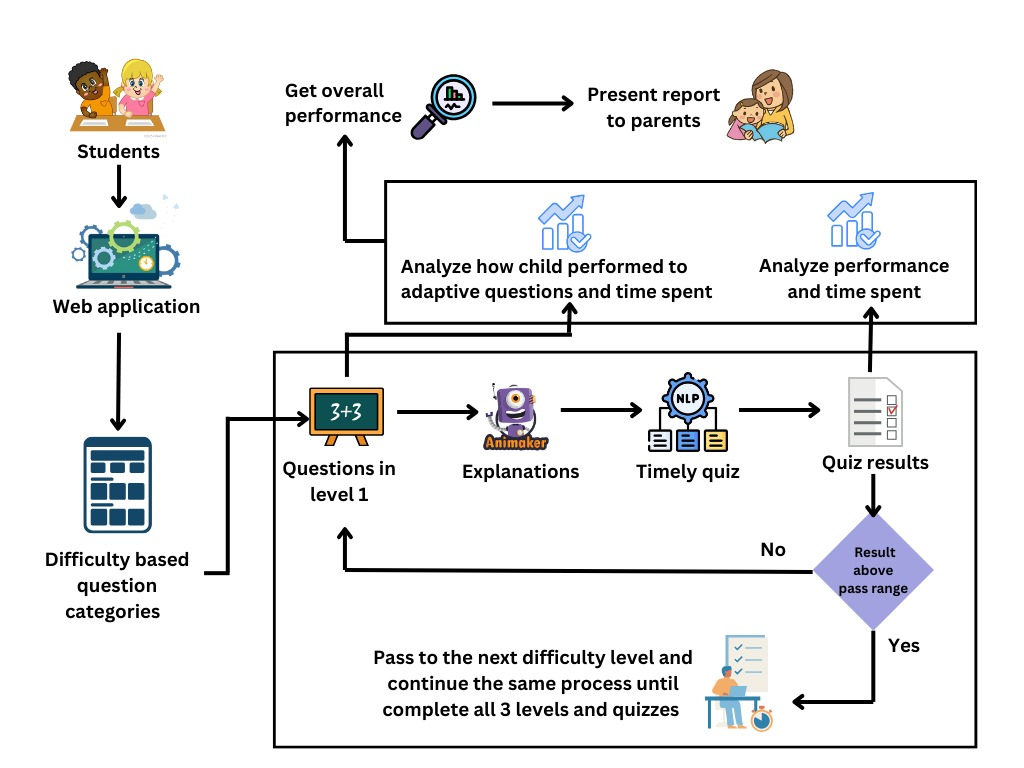 Students
Web application
Difficulty based
question
categories
Get overall
performance
Present report
to parents
Analyze how child performed to
adaptive questions and time spent
Analyze performance
and time spent
3+3
Questions in
level 1
Animaker
Explanations
NLP
Timely quiz
Quiz results
Result
above
pass range
No
Yes
Pass to the next difficulty level and
continue the same process until
complete all 3 levels and quizzes